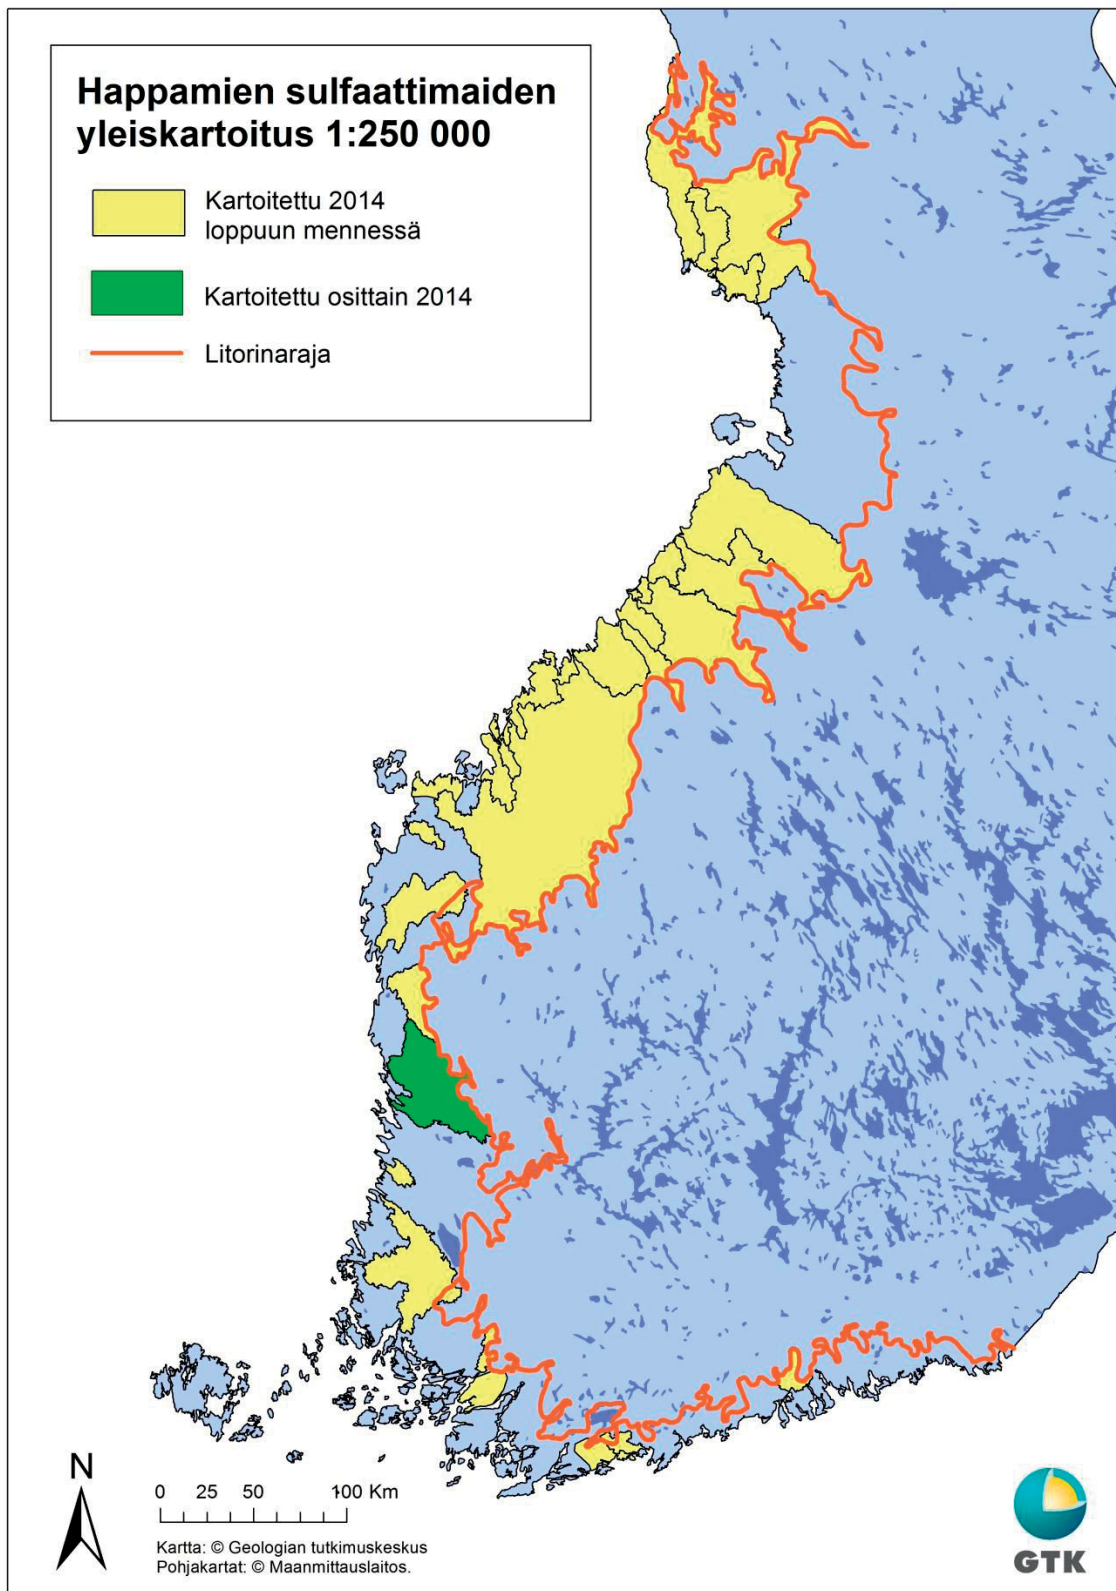 Happamien sulfaattimaiden
yleiskartoitus 1:250 000
Kartoitettu 2014
loppuun mennessä
Kartoitettu osittain 2014
Litorinaraja
N
0 25 50 100 Km
Kartta: © Geologian tutkimuskeskus
Pohjakartat: © Maanmittauslaitos.
GTK